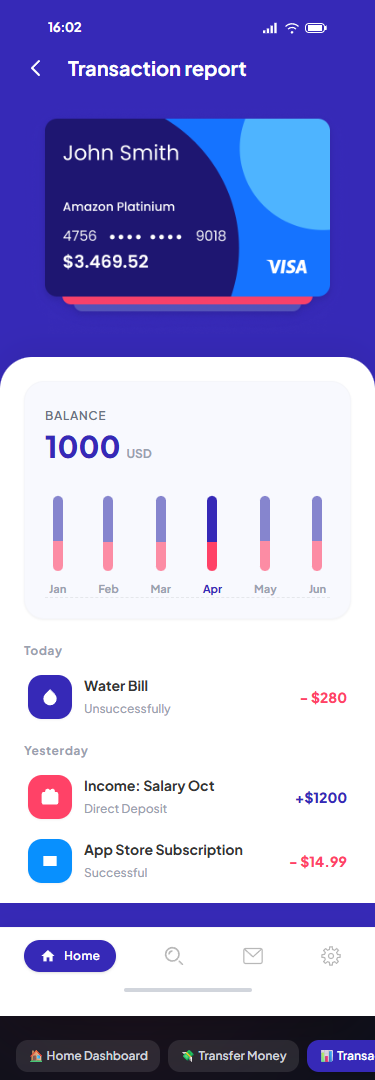 16:02
Transaction report
John Smith
Amazon Platinium
4756 •••• •••• 9018
$3.469.52
VISA
BALANCE
1000 USD
Jan Feb Mar Apr May Jun
Today
Water Bill
- $280
Unsuccessfully
Yesterday
Income: Salary Oct
+$1200
Direct Deposit
App Store Subscription
- $14.99
Successful
Home
Home Dashboard Transfer Money Transa